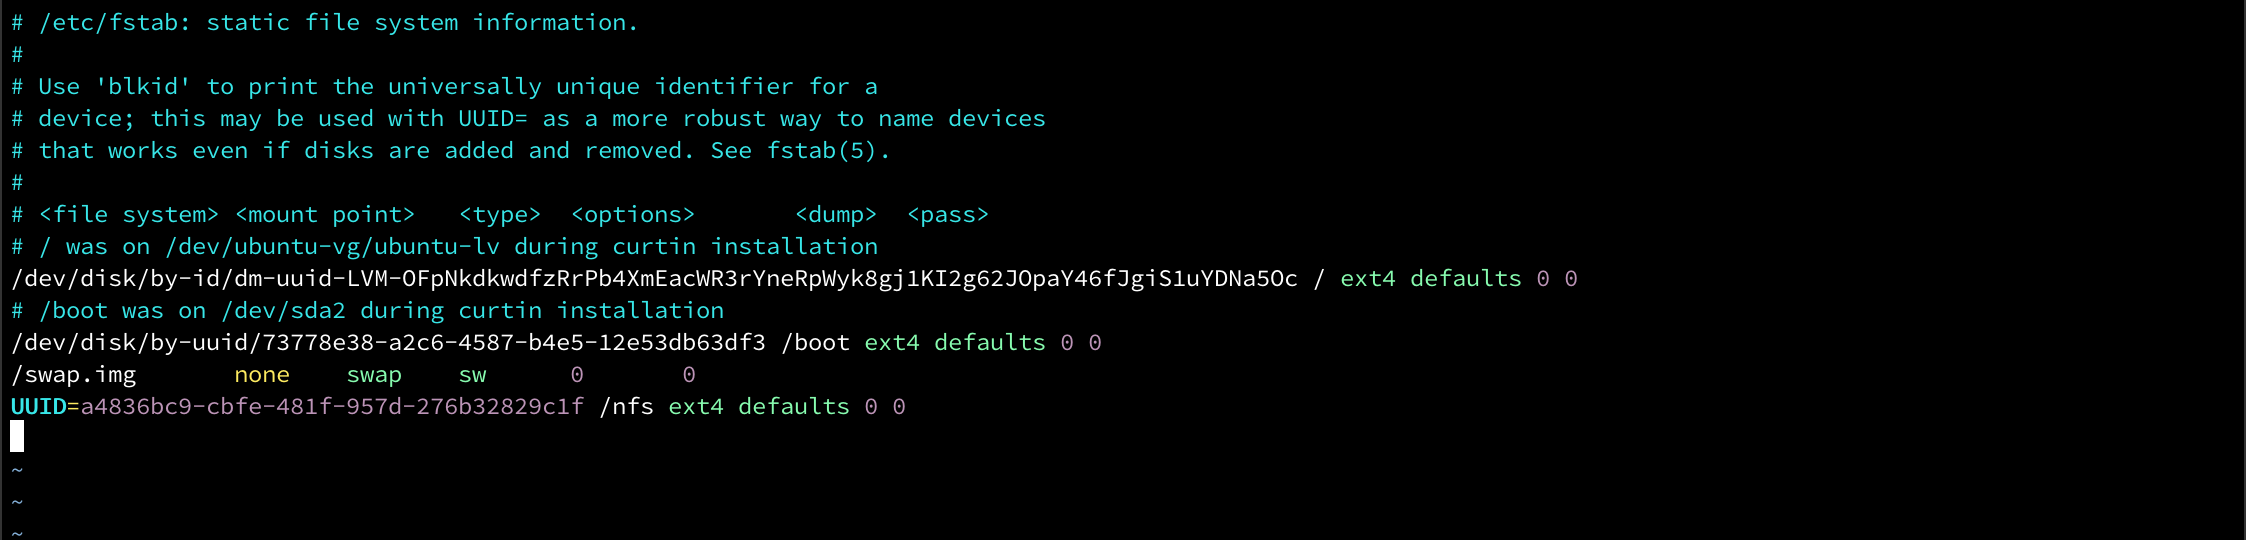 # /etc/fstab: static file system information.
#
# Use 'blkid' to print the universally unique identifier for a
# device; this may be used with UUID= as a more robust way to name devices
# that works even if disks are added and removed. See fstab(5).
#
# <file system> <mount point>   <type>  <options>       <dump>  <pass>
# / was on /dev/ubuntu-vg/ubuntu-lv during curtin installation
/dev/disk/by-id/dm-uuid-LVM-OFpNkdkwdfzRrPb4XmEacWR3rYneRpWyk8gj1KI2g62JOpaY46fJgiS1uYDNa5Oc / ext4 defaults 0 0
# /boot was on /dev/sda2 during curtin installation
/dev/disk/by-uuid/73778e38-a2c6-4587-b4e5-12e53db63df3 /boot ext4 defaults 0 0
/swap.img       none    swap    sw      0       0
UUID=a4836bc9-cbfe-481f-957d-276b32829c1f /nfs ext4 defaults 0 0
~
~
~